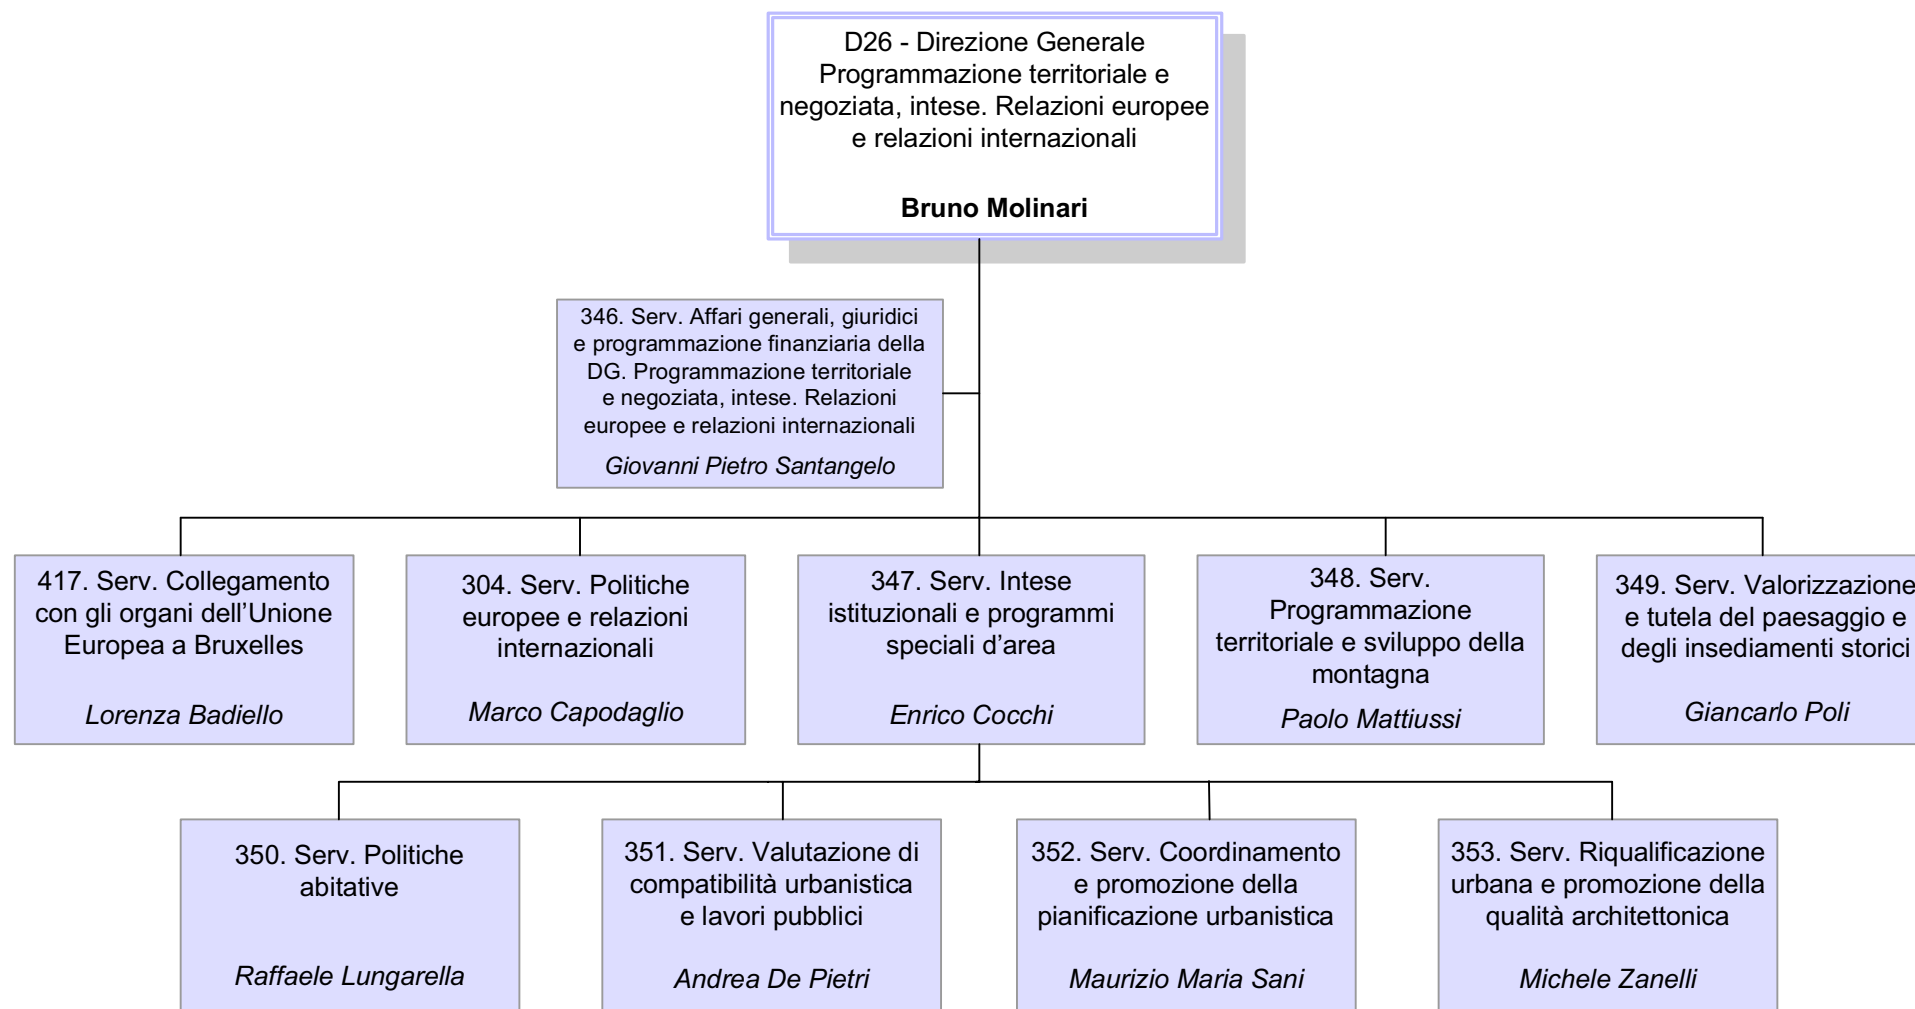 D26 - Direzione Generale
Programmazione territoriale e
negoziata, intese. Relazioni europee
e relazioni internazionali
Bruno Molinari
346. Serv. Affari generali, giuridici
e programmazione finanziaria della
DG. Programmazione territoriale
e negoziata, intese. Relazioni
europee e relazioni internazionali
Giovanni Pietro Santangelo
417. Serv. Collegamento
con gli organi dell’Unione
Europea a Bruxelles
Lorenza Badiello
304. Serv. Politiche
europee e relazioni
internazionali
Marco Capodaglio
347. Serv. Intese
istituzionali e programmi
speciali d’area
Enrico Cocchi
348. Serv.
Programmazione
territoriale e sviluppo della
montagna
Paolo Mattiussi
349. Serv. Valorizzazione
e tutela del paesaggio e
degli insediamenti storici
Giancarlo Poli
350. Serv. Politiche
abitative
Raffaele Lungarella
351. Serv. Valutazione di
compatibilità urbanistica
e lavori pubblici
Andrea De Pietri
352. Serv. Coordinamento
e promozione della
pianificazione urbanistica
Maurizio Maria Sani
353. Serv. Riqualificazione
urbana e promozione della
qualità architettonica
Michele Zanelli